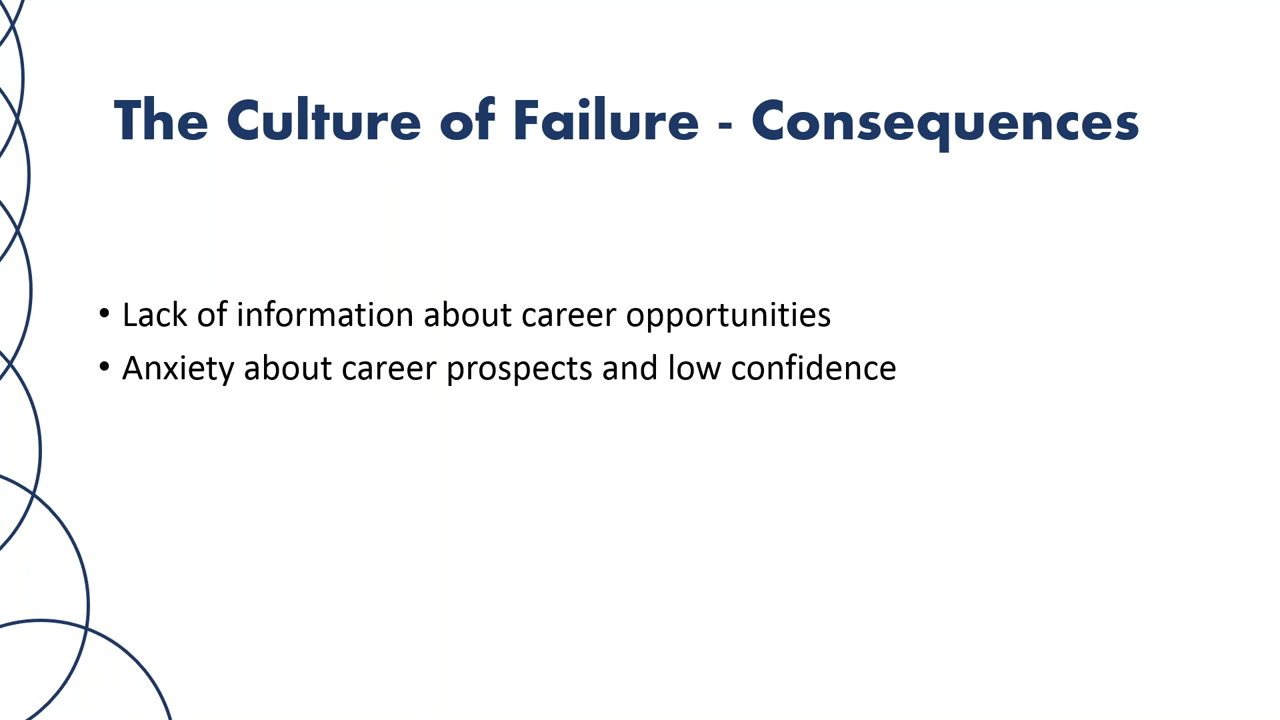 The Culture of Failure - Consequences
• Lack of information about career opportunities
• Anxiety about career prospects and low confidence